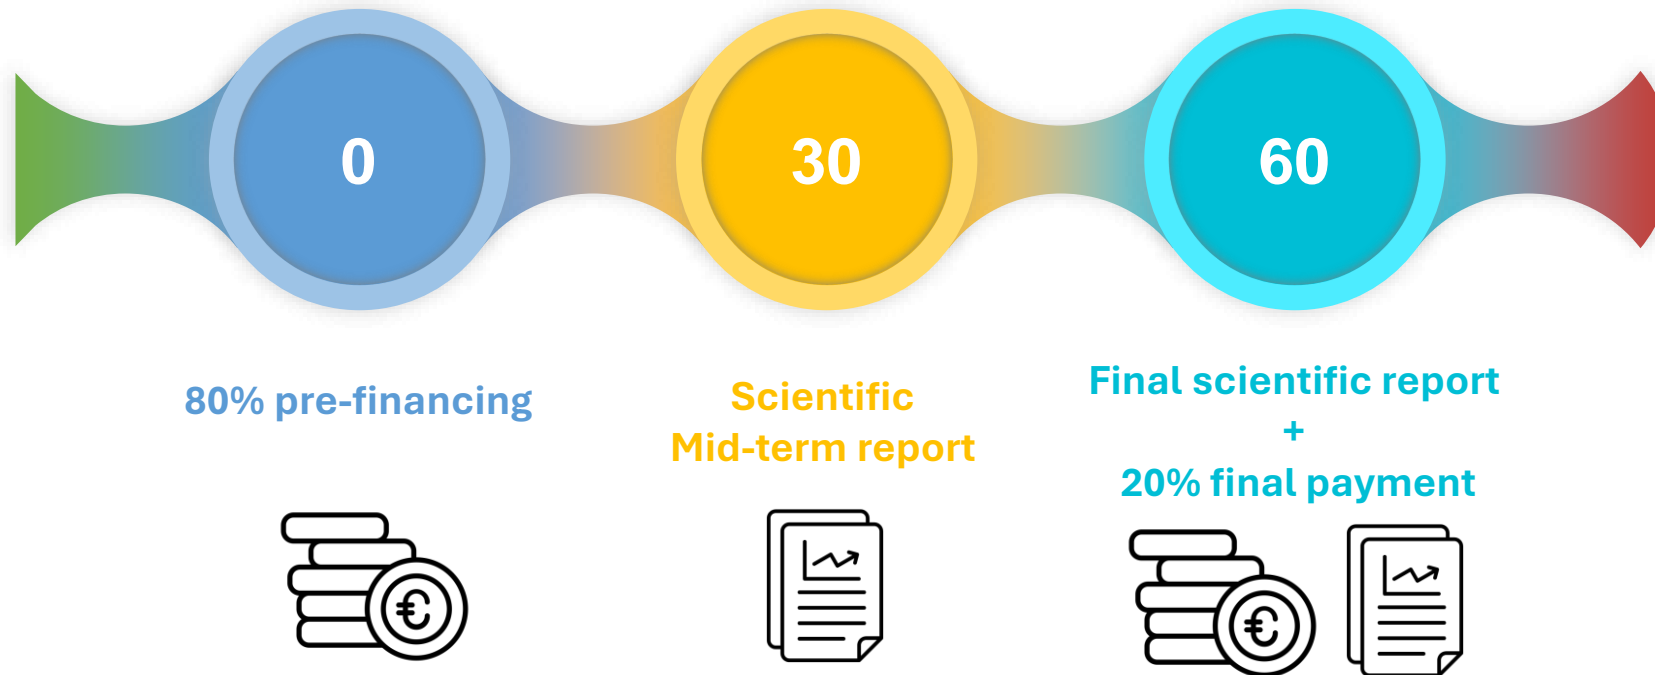 0
30
60
80% pre-financing
Scientific
Mid-term report
Final scientific report
+
20% final payment
€
€